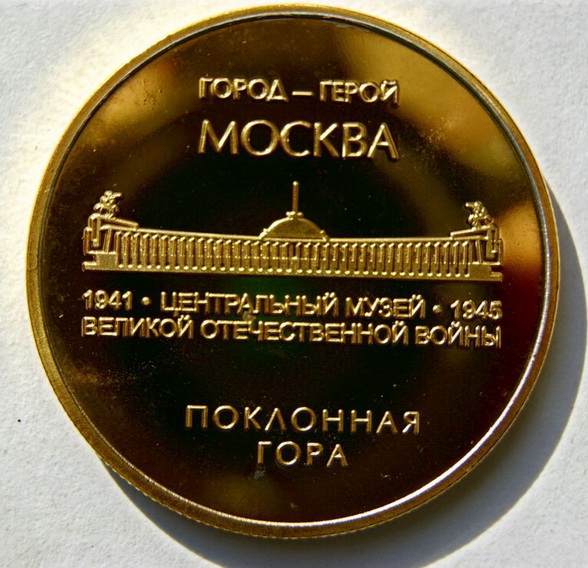 ГОРОД – ГЕРОЙ
МОСКВА
1941 • ЦЕНТРАЛЬНЫЙ МУЗЕЙ • 1945
ВЕЛИКОЙ ОТЕЧЕСТВЕННОЙ ВОЙНЫ
ПОКЛОННАЯ
ГОРА